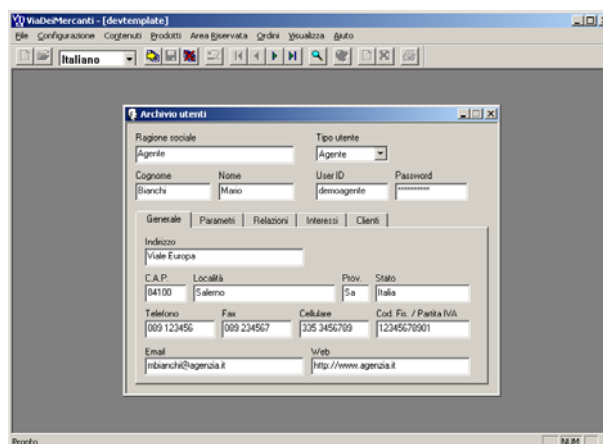 ViaDeiMercanti - [devtemplate]
File Configurazione Contenuti Prodotti Area Riservata Ordini Visualizza Aiuto
Italiano
Archivio utenti
Ragione sociale Tipo utente
Agente Agente
Cognome Nome User ID Password
Bianchi Mario demoagente **********
Generale Parametri Relazioni Interessi Clienti
Indirizzo
Viale Europa
C.A.P. Località Prov. Stato
84100 Salerno Sa Italia
Telefono Fax Cellulare Cod. Fis. / Partita IVA
089 123456 089 234567 335 3456789 12345678901
Email Web
mbianchi@agenzia.it http://www.agenzia.it
Pronto NUM